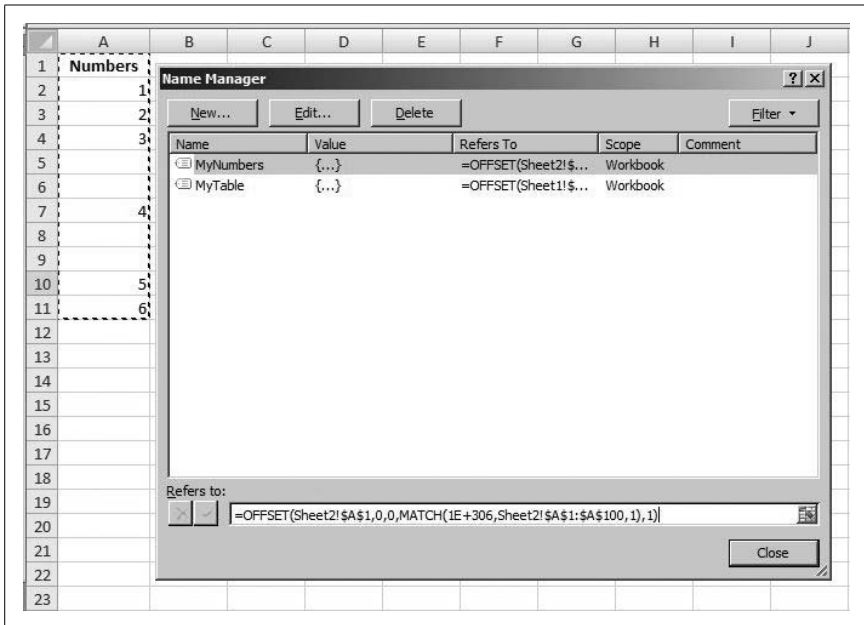 A B C D E F G H I J
1 Numbers
2 1
3 2
4 3
5
6
7 4
8
9
10 5
11 6
12
13
14
15
16
17
18
19
20
21
22
23
Name Manager
New... Edit... Delete Filter
Name Value Refers To Scope Comment
MyNumbers {...} =OFFSET(Sheet2!$... Workbook
MyTable {...} =OFFSET(Sheet1!$... Workbook
Refers to:
=OFFSET(Sheet2!$A$1,0,0,MATCH(1E+306,Sheet2!$A$1:$A$100,1),1)
Close